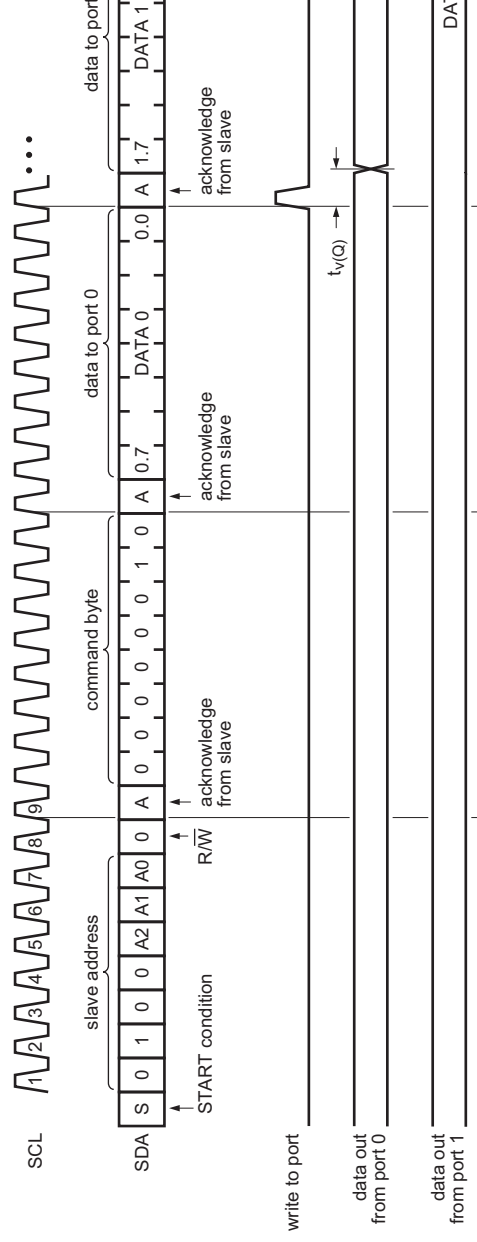 SCL
1 2 3 4 5 6 7 8 9
slave address
command byte
data to port 0
data to port
SDA
S 0 1 0 0 A2 A1 A0 0 A 0 0 0 0 0 0 1 0 A 0.7 DATA 0 0.0 A 1.7 DATA 1
START condition
R/W
acknowledge
from slave
acknowledge
from slave
acknowledge
from slave
write to port
tv(Q)
data out
from port 0
data out
from port 1